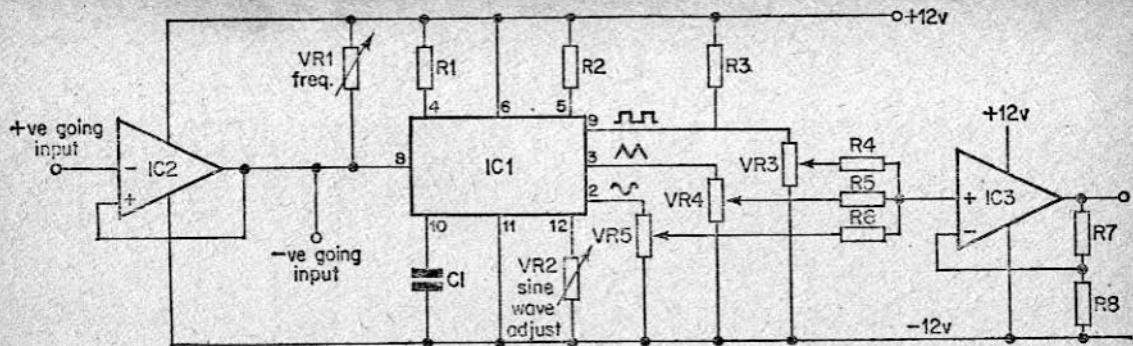 +12v
VR1
freq.
R1
R2
R3
4
6
5
9
+ve going
input
-
IC2
+
8
IC1
3
2
VR3
R4
+12v
VR4
R5
+
IC3
-
VR5
R6
R7
-ve going
input
10
11
12
C1
VR2
sine
wave
adjust
R8
-12v